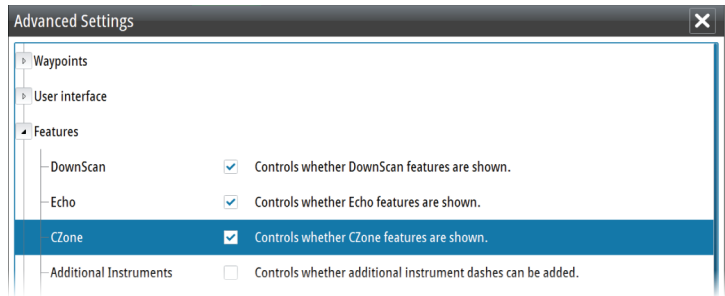 Advanced Settings
Waypoints
User interface
Features
DownScan Controls whether DownScan features are shown.
Echo Controls whether Echo features are shown.
CZone Controls whether CZone features are shown.
Additional Instruments Controls whether additional instrument dashes can be added.